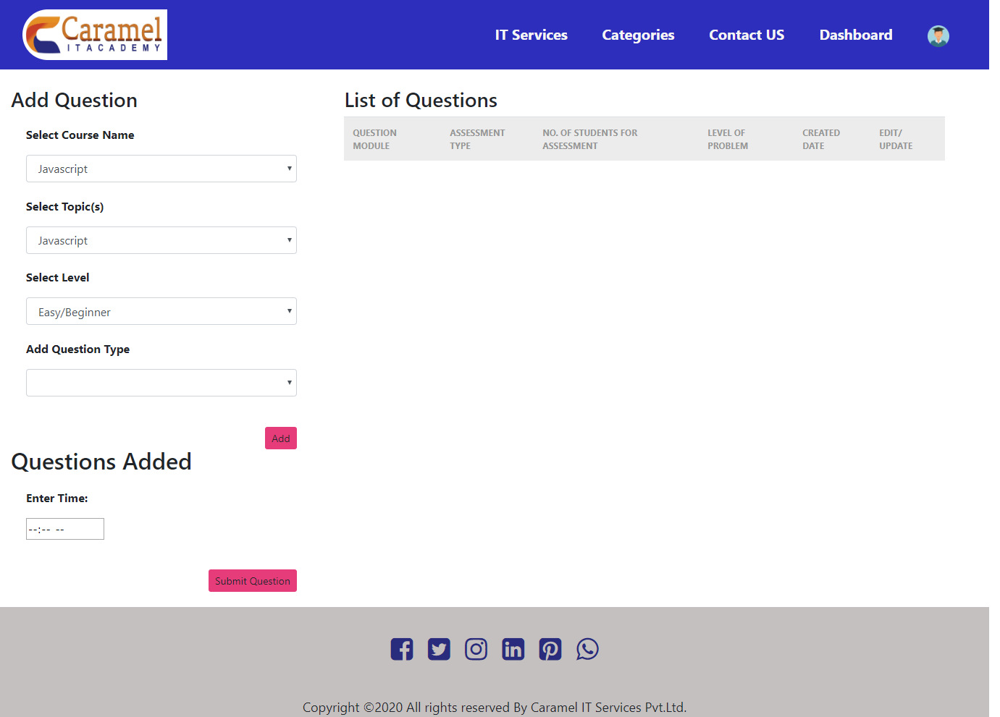 Caramel
ITACADEMY
IT Services
Categories
Contact US
Dashboard
Add Question
Select Course Name
Javascript
Select Topic(s)
Javascript
Select Level
Easy/Beginner
Add Question Type
Add
Questions Added
Enter Time:
--:-- --
Submit Question
List of Questions
QUESTION
MODULE
ASSESSMENT
TYPE
NO. OF STUDENTS FOR
ASSESSMENT
LEVEL OF
PROBLEM
CREATED
DATE
EDIT/
UPDATE
Copyright ©2020 All rights reserved By Caramel IT Services Pvt.Ltd.